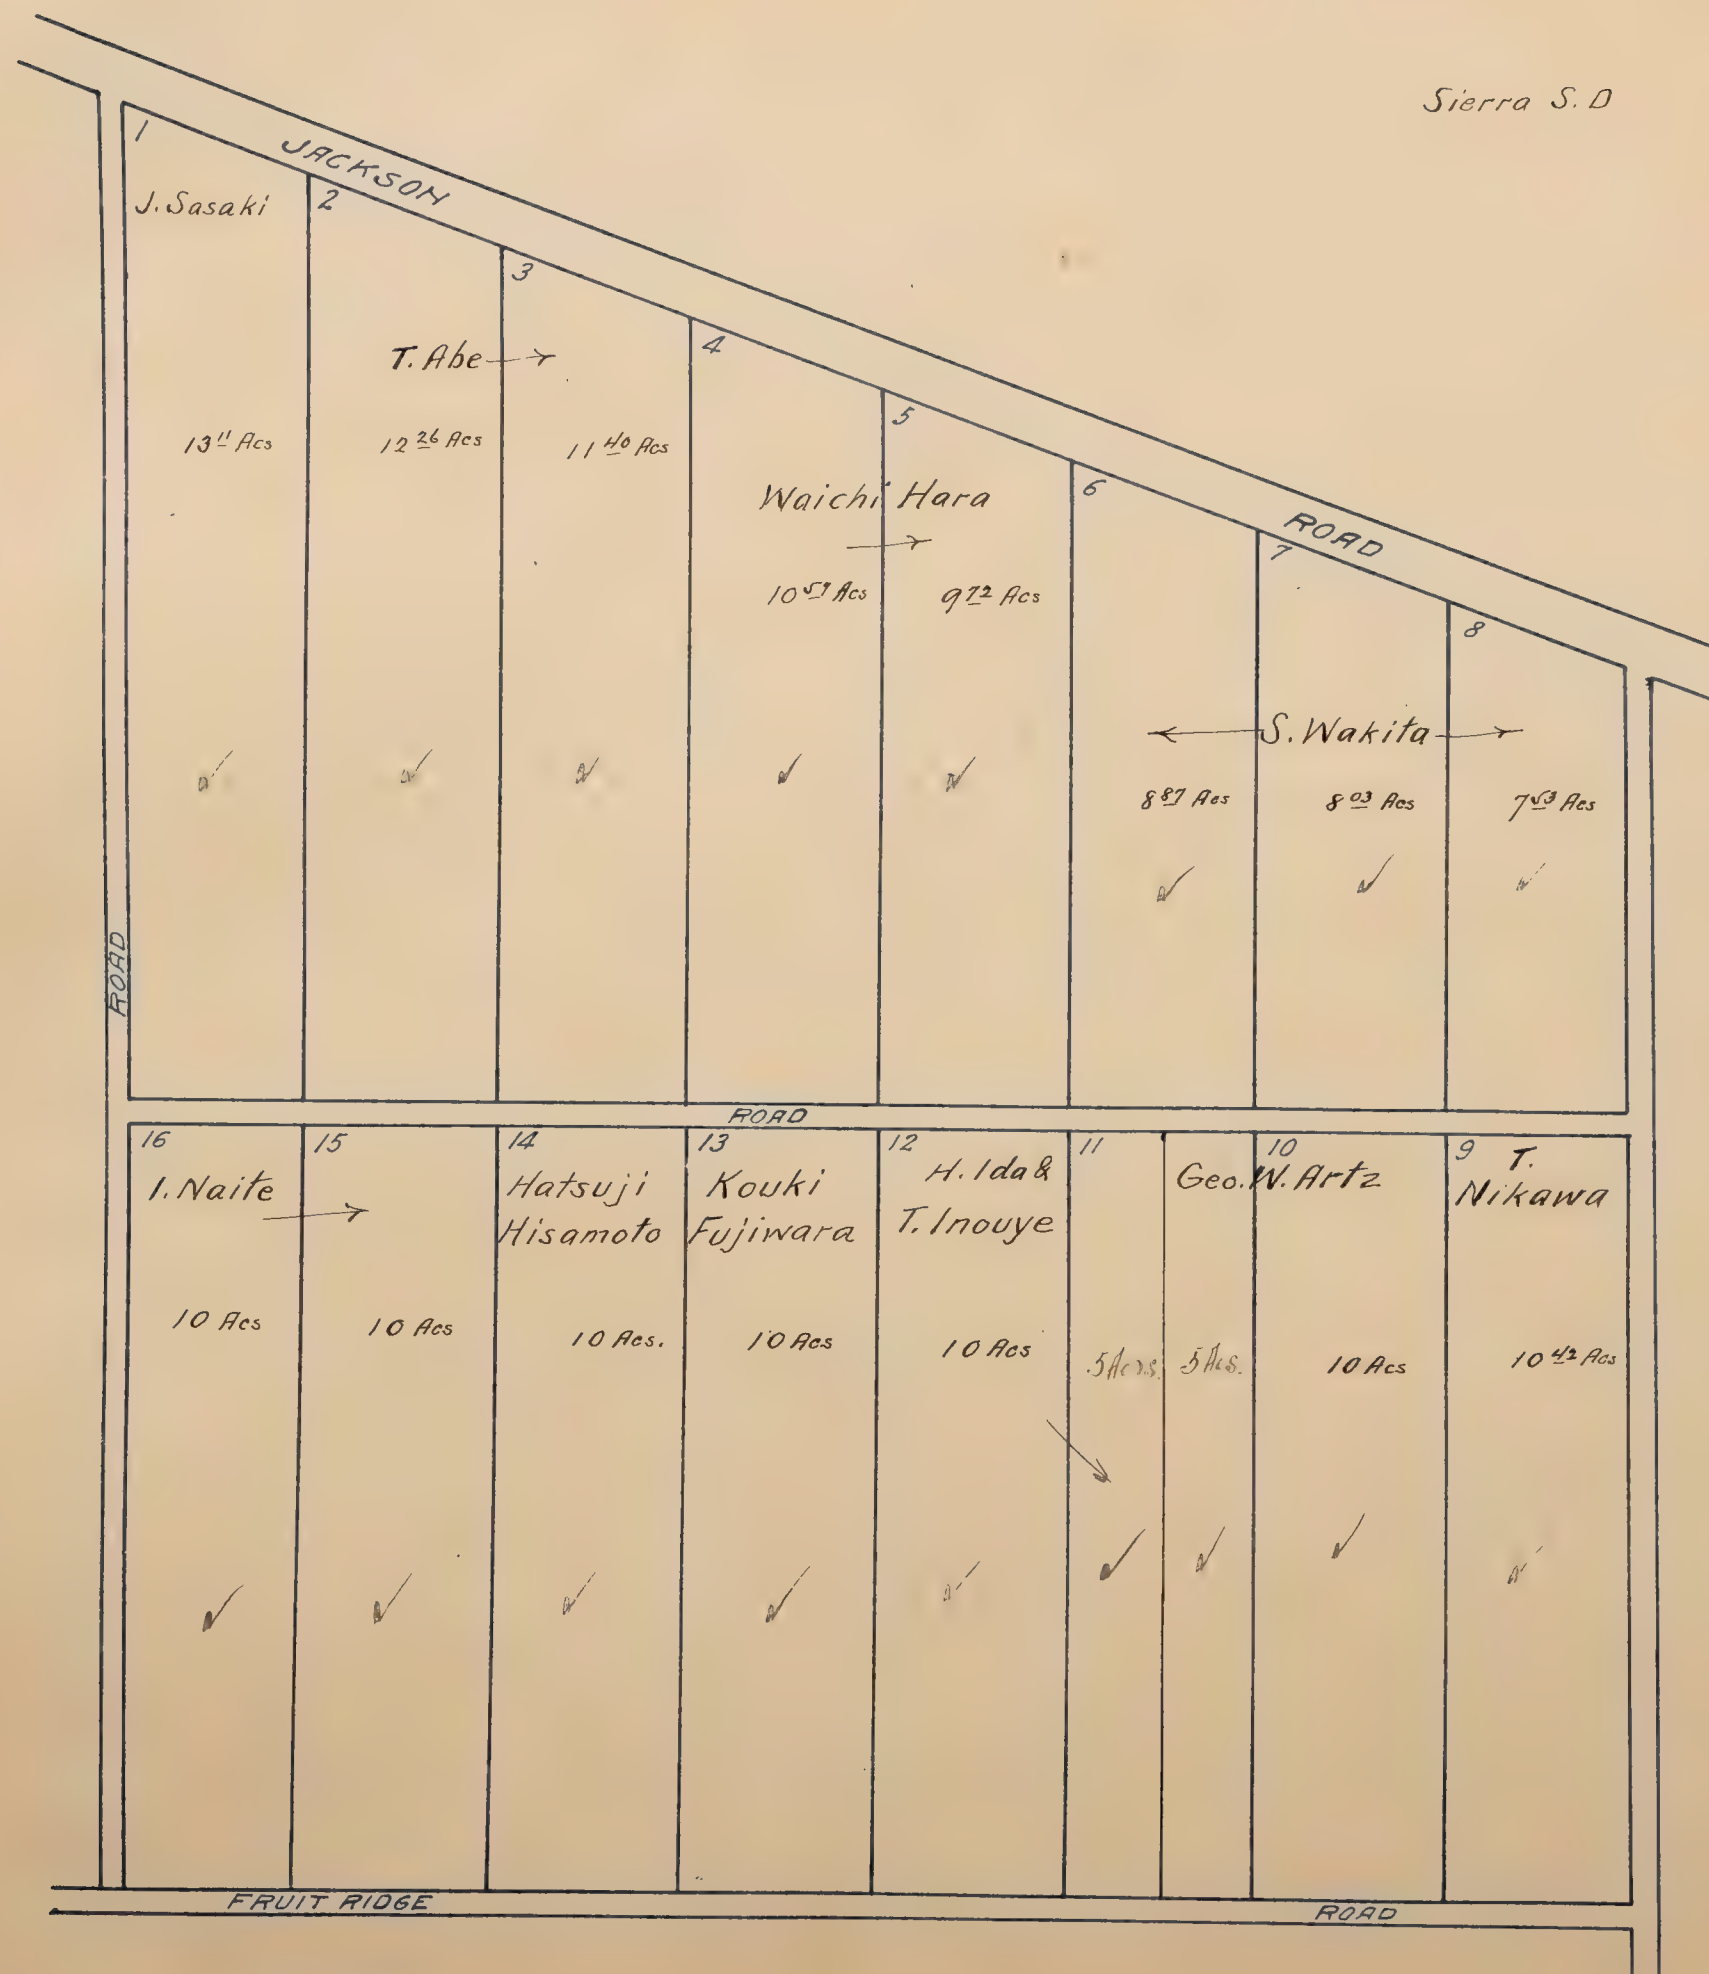 Sierra S. D
JACKSON ROAD
1
J. Sasaki
13 11 Acs
2
T. Abe
12 26 Acs
3
11 40 Acs
4
Waichi Hara
10 57 Acs
5
9 72 Acs
6
S. Wakita
8 87 Acs
7
8 03 Acs
8
7 53 Acs
ROAD
ROAD
16
I. Naite
10 Acs
15
10 Acs
14
Hatsuji
Hisamoto
10 Acs.
13
Kouki
Fujiwara
10 Acs
12
H. Ida &
T. Inouye
10 Acs
11
5 Acrs.
5 Acs.
10
Geo. W. Artz
10 Acs
9
T.
Nikawa
10 42 Acs
FRUIT RIDGE ROAD